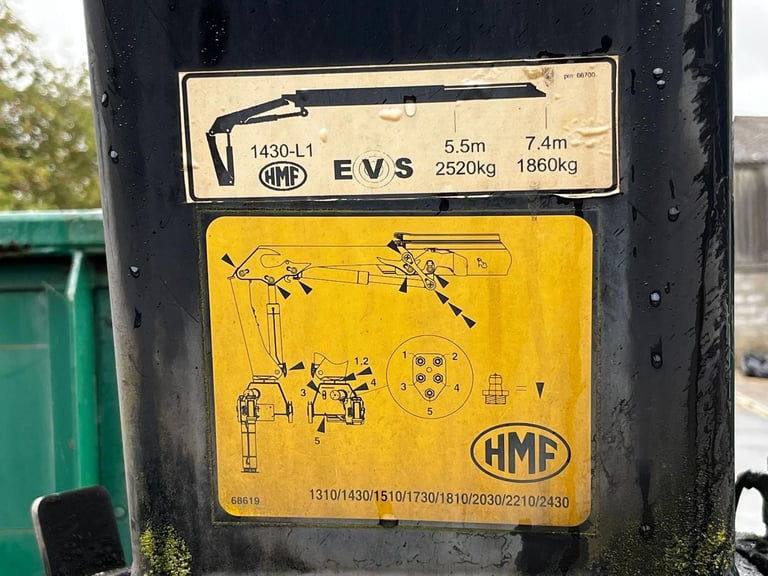 pnr. 66700.
1430-L1
HMF
EVS
5.5m 7.4m
2520kg 1860kg
1,2
3
4
5
1 2
3 4
5
HMF
68619
1310/1430/1510/1730/1810/2030/2210/2430